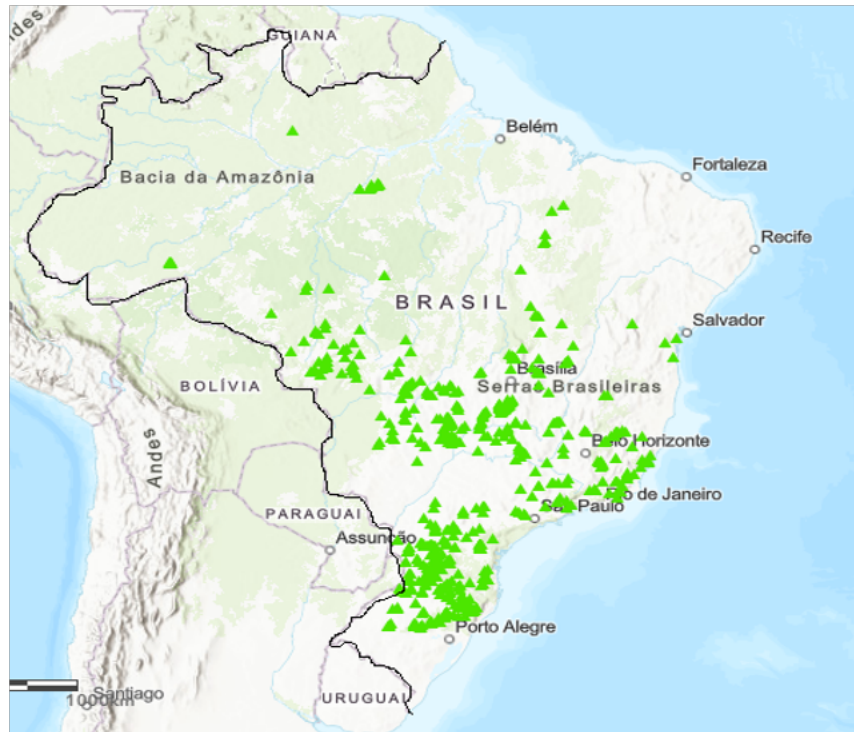 GUIANA
Belém
Bacia da Amazônia
Fortaleza
Recife
BRASIL
Salvador
BOLÍVIA
Brasília
Serras Brasileiras
Andes
Belo Horizonte
Rio de Janeiro
São Paulo
PARAGUAI
Assunção
Porto Alegre
URUGUAI
Santiago
1000km